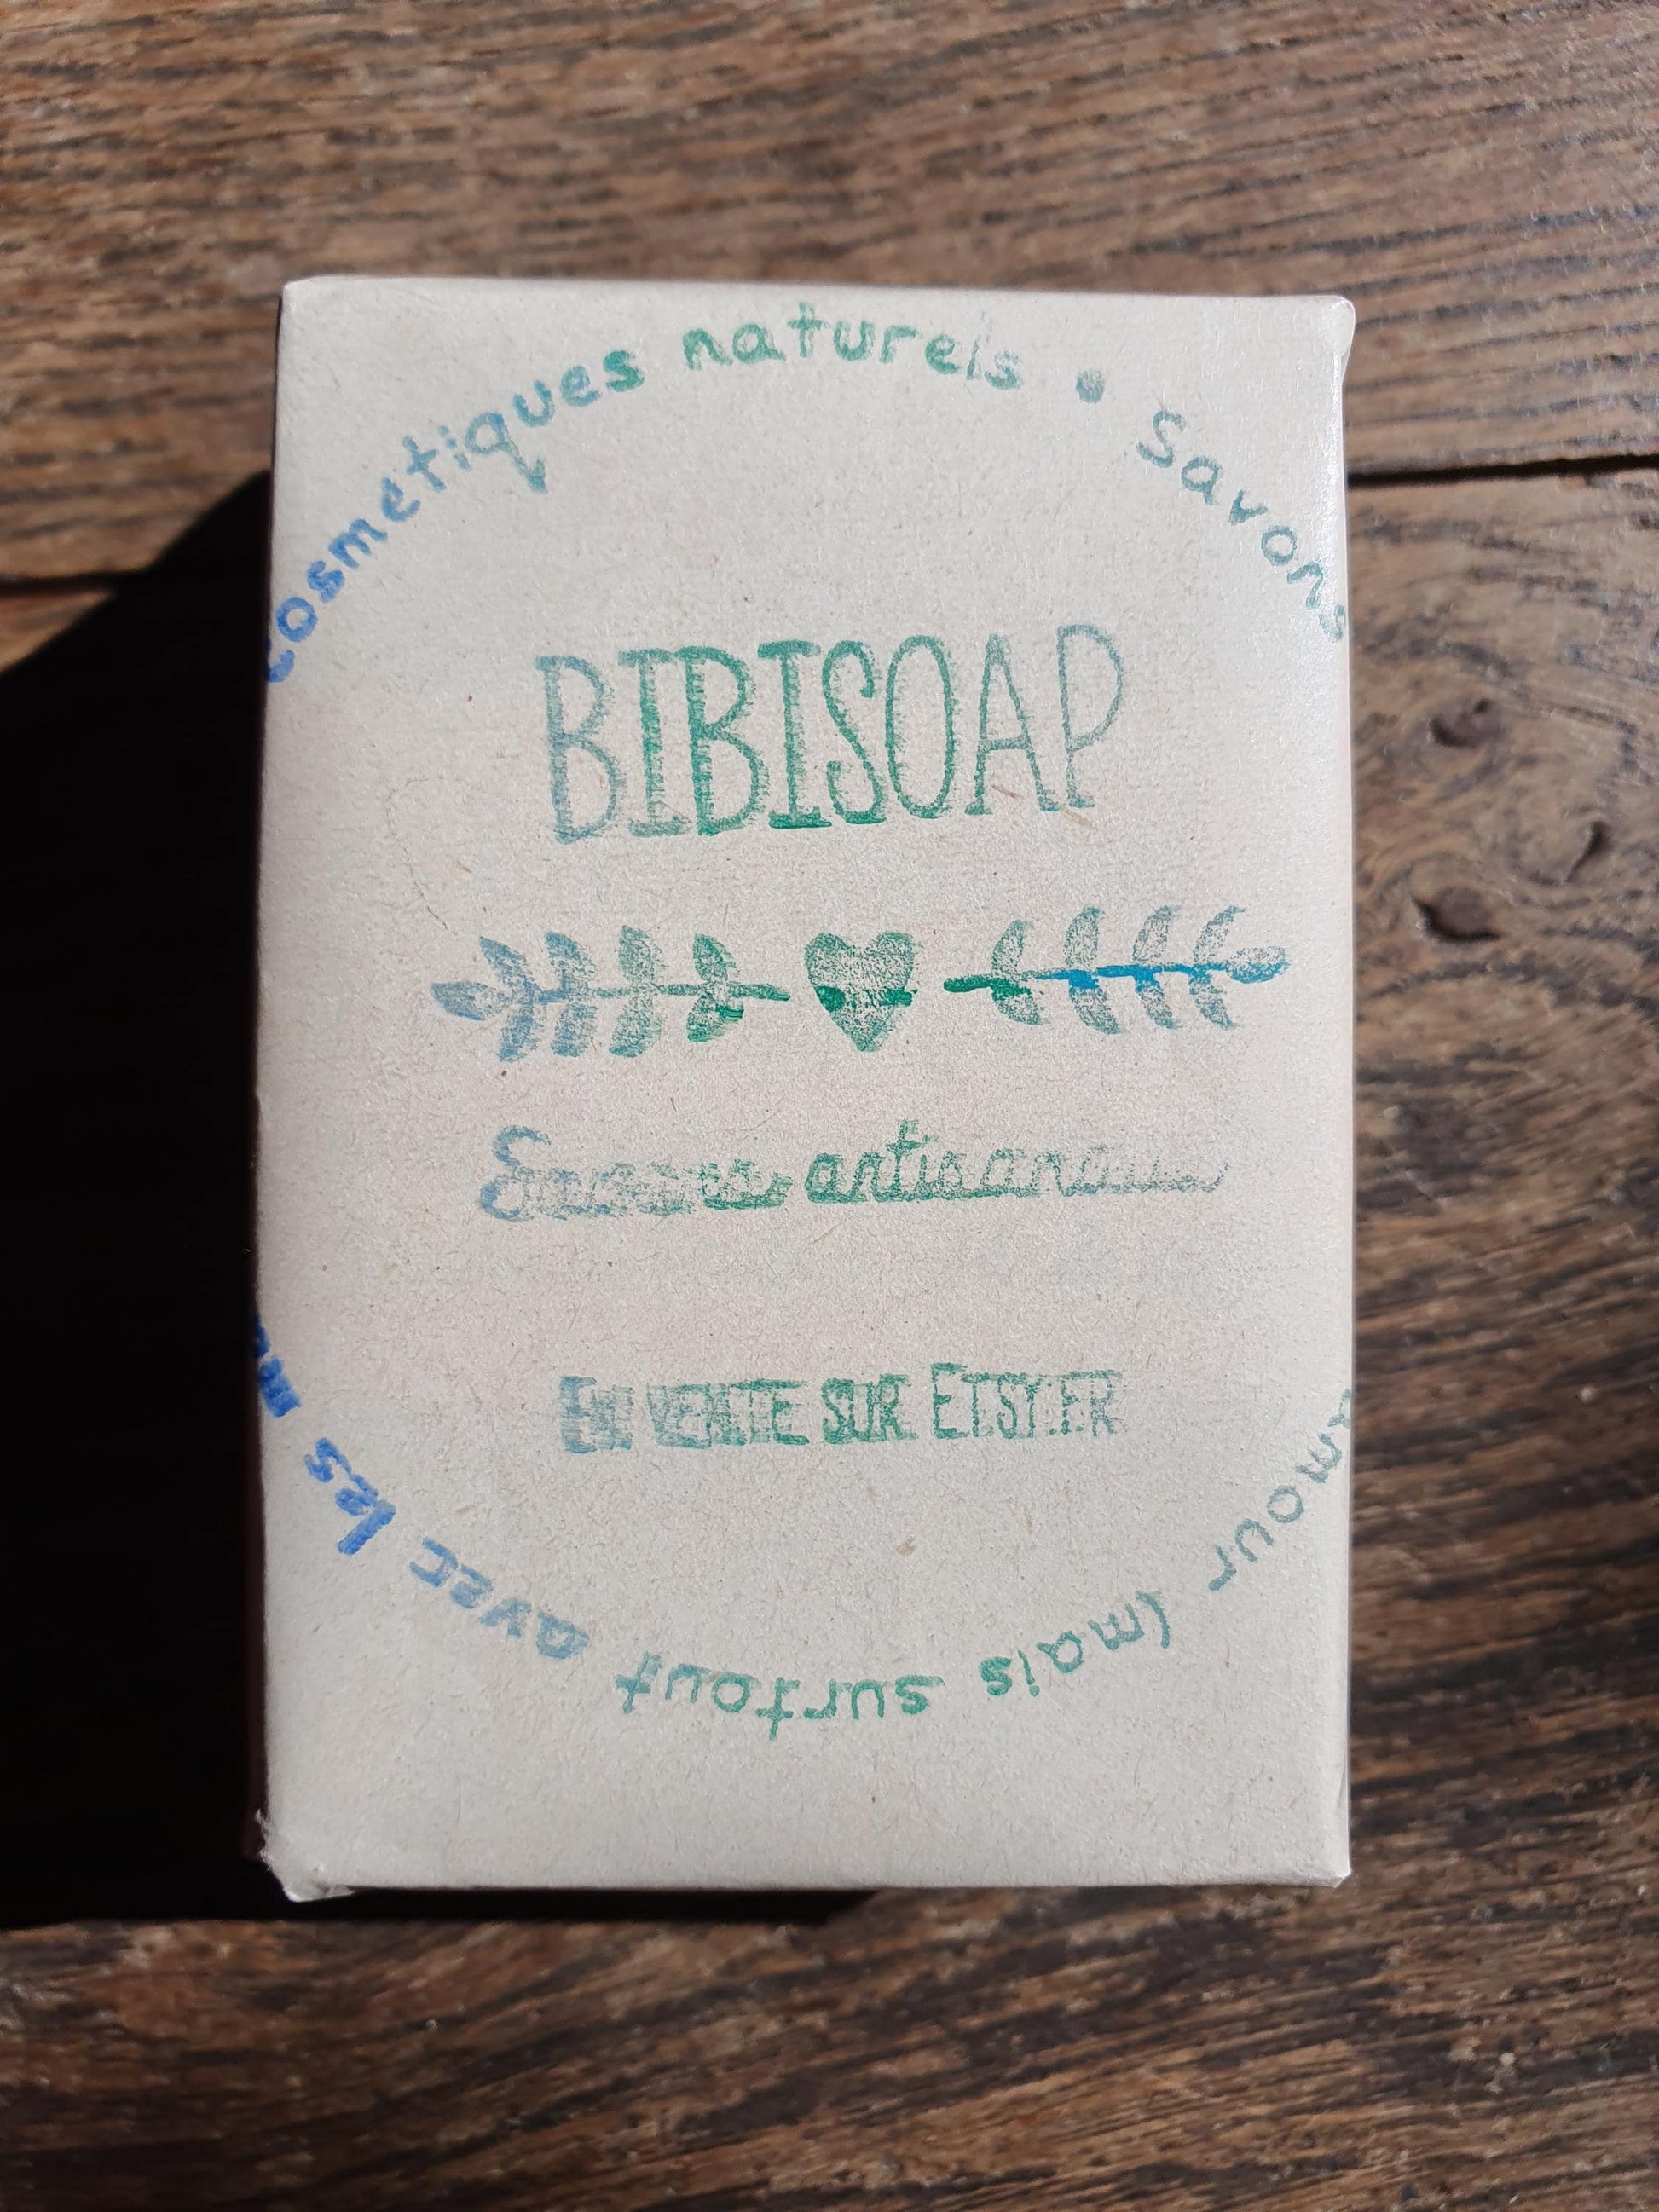 Cosmetiques naturels • Savons
BIBISOAP
Savons artisanaux
EN VENTE SUR ETSY.FR
amour (mais surtout avec les